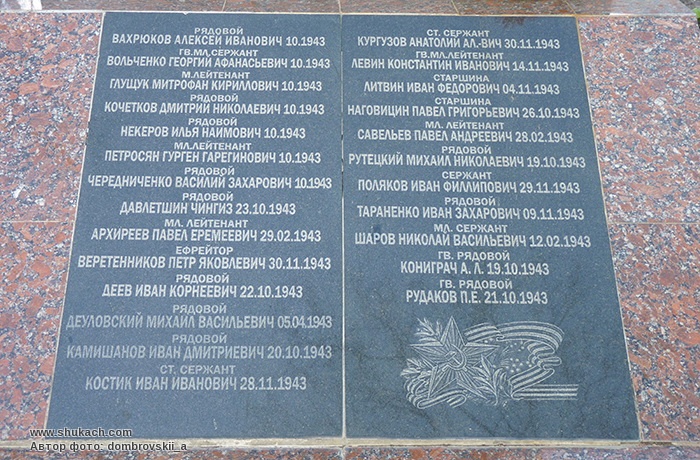 РЯДОВОЙ
ВАХРЮКОВ АЛЕКСЕЙ ИВАНОВИЧ 10.1943
ГВ.МЛ.СЕРЖАНТ
ВОЛЬЧЕНКО ГЕОРГИЙ АФАНАСЬЕВИЧ 10.1943
М.ЛЕЙТЕНАНТ
ГЛУЩУК МИТРОФАН КИРИЛЛОВИЧ 10.1943
РЯДОВОЙ
КОЧЕТКОВ ДМИТРИЙ НИКОЛАЕВИЧ 10.1943
РЯДОВОЙ
НЕКЕРОВ ИЛЬЯ НАИМОВИЧ 10.1943
МЛ.ЛЕЙТЕНАНТ
ПЕТРОСЯН ГУРГЕН ГАРЕГИНОВИЧ 10.1943
РЯДОВОЙ
ЧЕРЕДНИЧЕНКО ВАСИЛИЙ ЗАХАРОВИЧ 10.1943
РЯДОВОЙ
ДАВЛЕТШИН ЧИНГИЗ 23.10.1943
МЛ. ЛЕЙТЕНАНТ
АРХИРЕЕВ ПАВЕЛ ЕРЕМЕЕВИЧ 29.02.1943
ЕФРЕЙТОР
ВЕРЕТЕННИКОВ ПЕТР ЯКОВЛЕВИЧ 30.11.1943
РЯДОВОЙ
ДЕЕВ ИВАН КОРНЕЕВИЧ 22.10.1943
РЯДОВОЙ
ДЕУЛОВСКИЙ МИХАИЛ ВАСИЛЬЕВИЧ 05.04.1943
РЯДОВОЙ
КАМИШАНОВ ИВАН ДМИТРИЕВИЧ 20.10.1943
СТ. СЕРЖАНТ
КОСТИК ИВАН ИВАНОВИЧ 28.11.1943
СТ. СЕРЖАНТ
КУРГУЗОВ АНАТОЛИЙ АЛ.-ВИЧ 30.11.1943
ГВ.МЛ.ЛЕЙТЕНАНТ
ЛЕВИН КОНСТАНТИН ИВАНОВИЧ 14.11.1943
СТАРШИНА
ЛИТВИН ИВАН ФЕДОРОВИЧ 04.11.1943
СТАРШИНА
НАГОВИЦИН ПАВЕЛ ГРИГОРЬЕВИЧ 26.10.1943
МЛ. ЛЕЙТЕНАНТ
САВЕЛЬЕВ ПАВЕЛ АНДРЕЕВИЧ 28.02.1943
РЯДОВОЙ
РУТЕЦКИЙ МИХАИЛ НИКОЛАЕВИЧ 19.10.1943
СЕРЖАНТ
ПОЛЯКОВ ИВАН ФИЛЛИПОВИЧ 29.11.1943
РЯДОВОЙ
ТАРАНЕНКО ИВАН ЗАХАРОВИЧ 09.11.1943
МЛ. СЕРЖАНТ
ШАРОВ НИКОЛАЙ ВАСИЛЬЕВИЧ 12.02.1943
ГВ. РЯДОВОЙ
КОНИГРАЧ А.Л. 19.10.1943
ГВ. РЯДОВОЙ
РУДАКОВ П.Е. 21.10.1943
www.shukach.com
Автор фото: dombrovskii_a